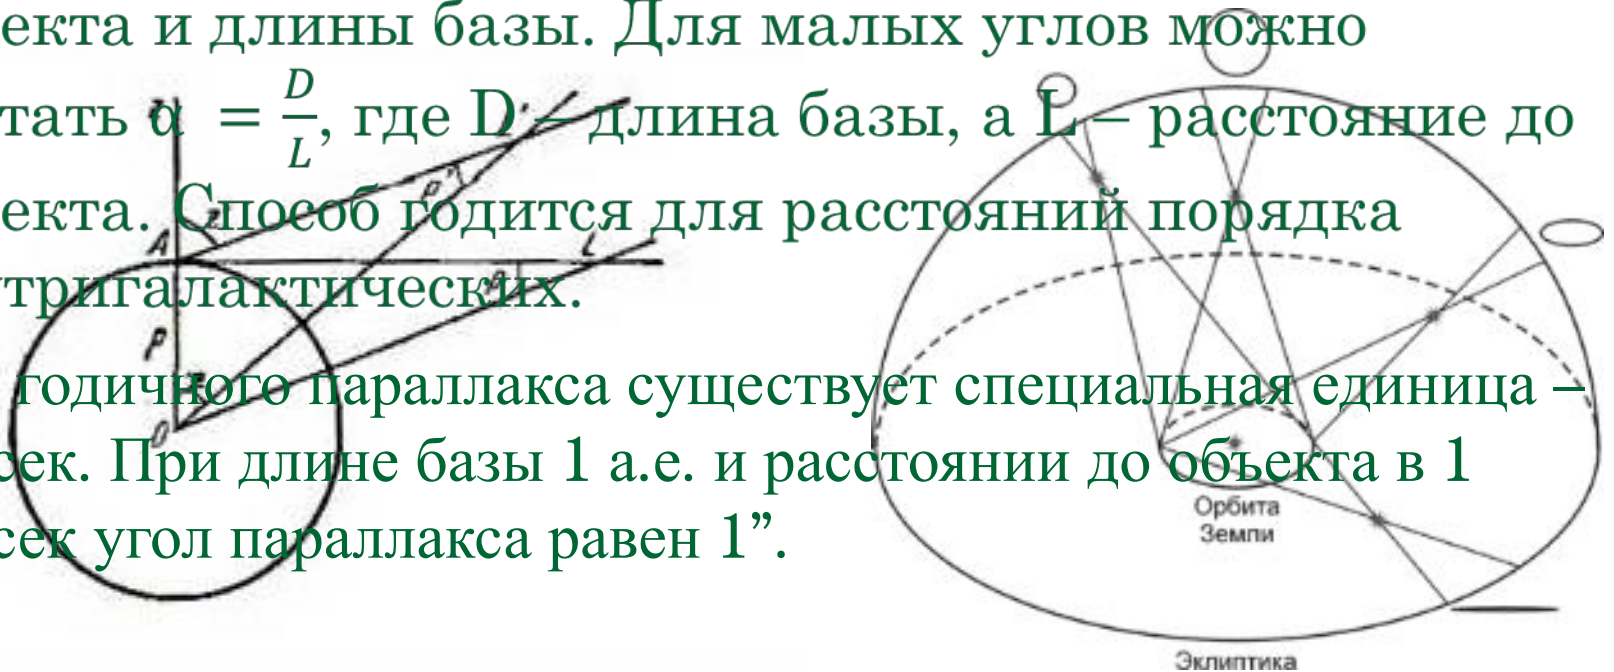 екта и длины базы. Для малых углов можно
тать α = D/L, где D – длина базы, а L – расстояние до
екта. Способ годится для расстояний порядка
тригалактических.
годичного параллакса существует специальная единица –
сек. При длине базы 1 а.е. и расстоянии до объекта в 1
сек угол параллакса равен 1”.
A
L
P
O
Орбита
Земли
Эклиптика